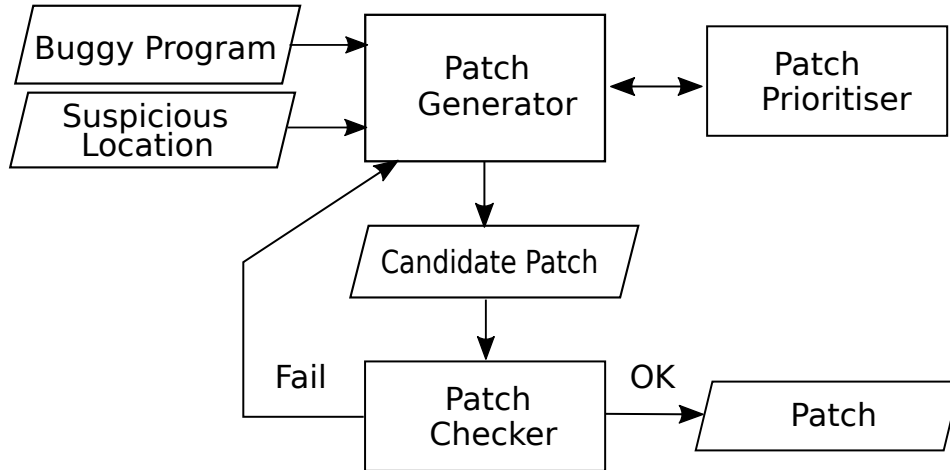 Buggy Program
Suspicious
Location
Patch
Generator
Patch
Prioritiser
Candidate Patch
Fail
Patch
Checker
OK
Patch